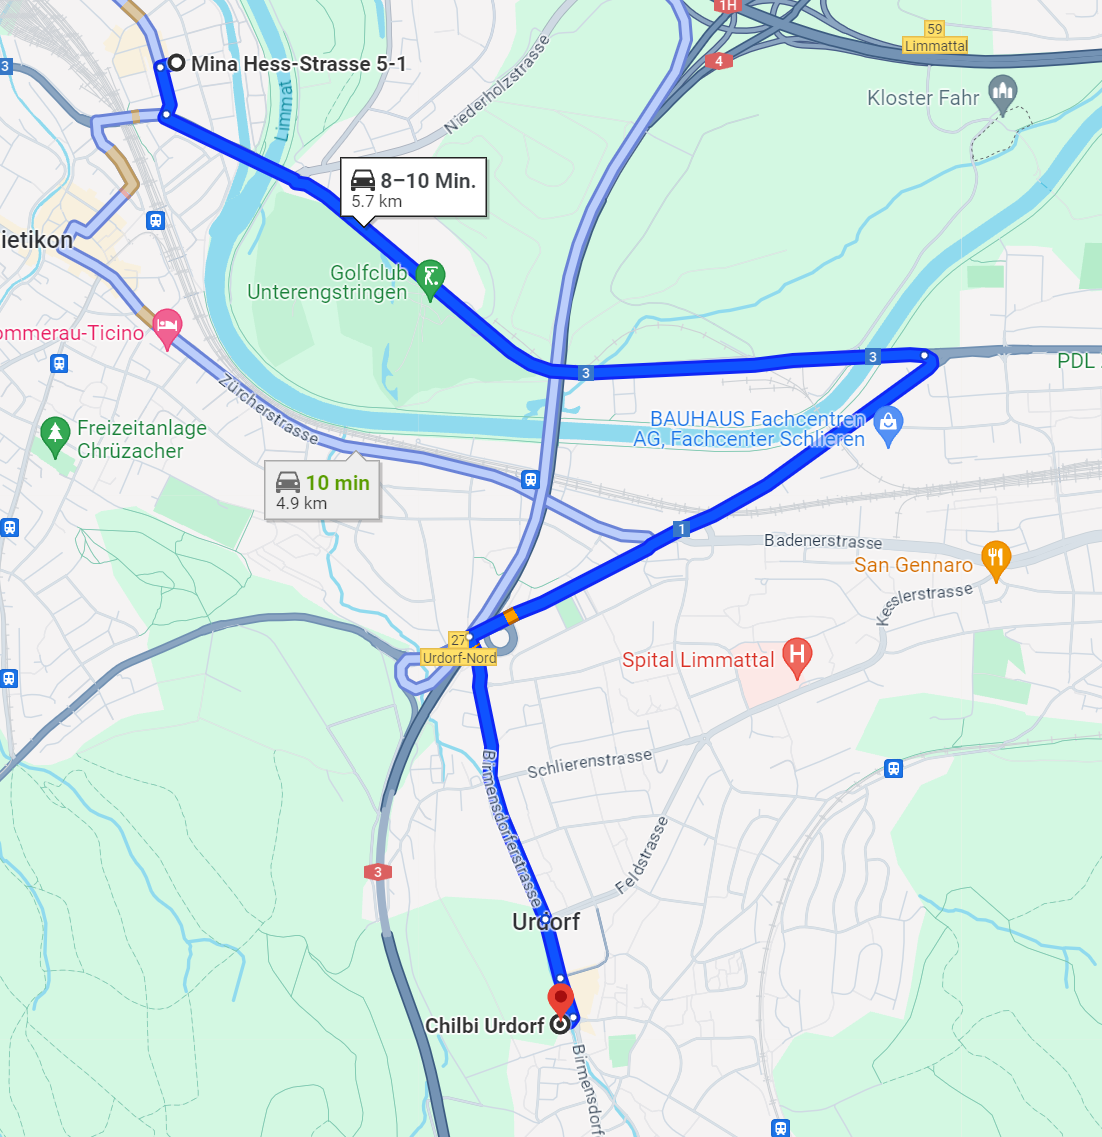 1H
59
Limmattal
4
3
Mina Hess-Strasse 5-1
Limmat
Niederholzstrasse
Kloster Fahr
8–10 Min.
5.7 km
ietikon
Golfclub
Unterengstringen
ommerau-Ticino
3
3
PDL
Zürcherstrasse
Freizeitanlage
Chrüzacher
BAUHAUS Fachcentren
AG, Fachcenter Schlieren
10 min
4.9 km
1
Badenerstrasse
San Gennaro
Kesslerstrasse
27
Urdorf-Nord
Spital Limmattal
H
Schlierenstrasse
Birmensdorferstrasse
Feldstrasse
3
Urdorf
Chilbi Urdorf
Birmensdorf